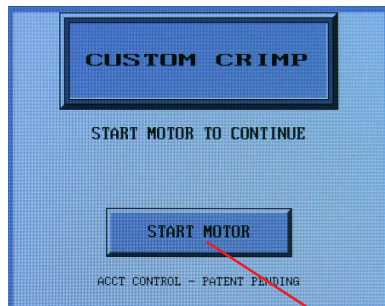 CUSTOM CRIMP
START MOTOR TO CONTINUE
START MOTOR
ACCT CONTROL - PATENT PENDING